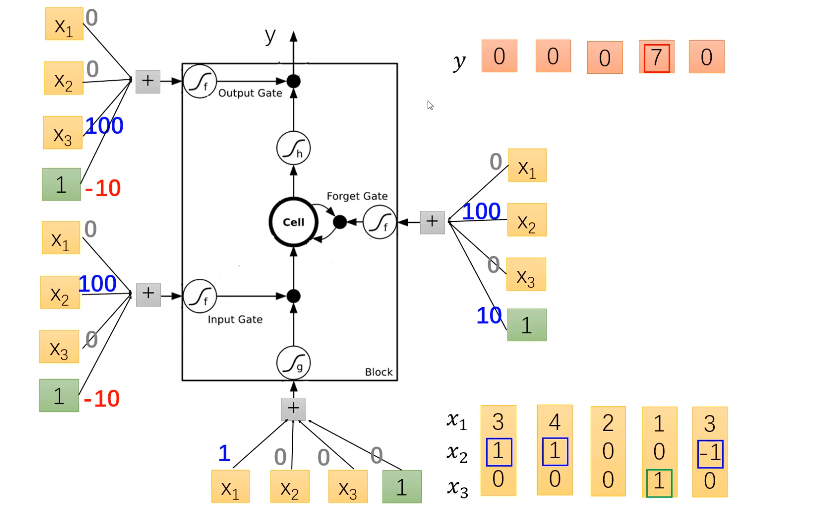 x₁ 0
x₂ 0
x₃ 100
1 -10
+
f
Output Gate
y
h
Forget Gate
Cell
f
+
y 0 0 0 7 0
0 x₁
100 x₂
0 x₃
10 1
x₁ 0
x₂ 100
x₃ 0
1 -10
+
f
Input Gate
g
Block
+
1 0 0 0
x₁ x₂ x₃ 1
x₁ 3 4 2 1 3
x₂ 1 1 0 0 -1
x₃ 0 0 0 1 0